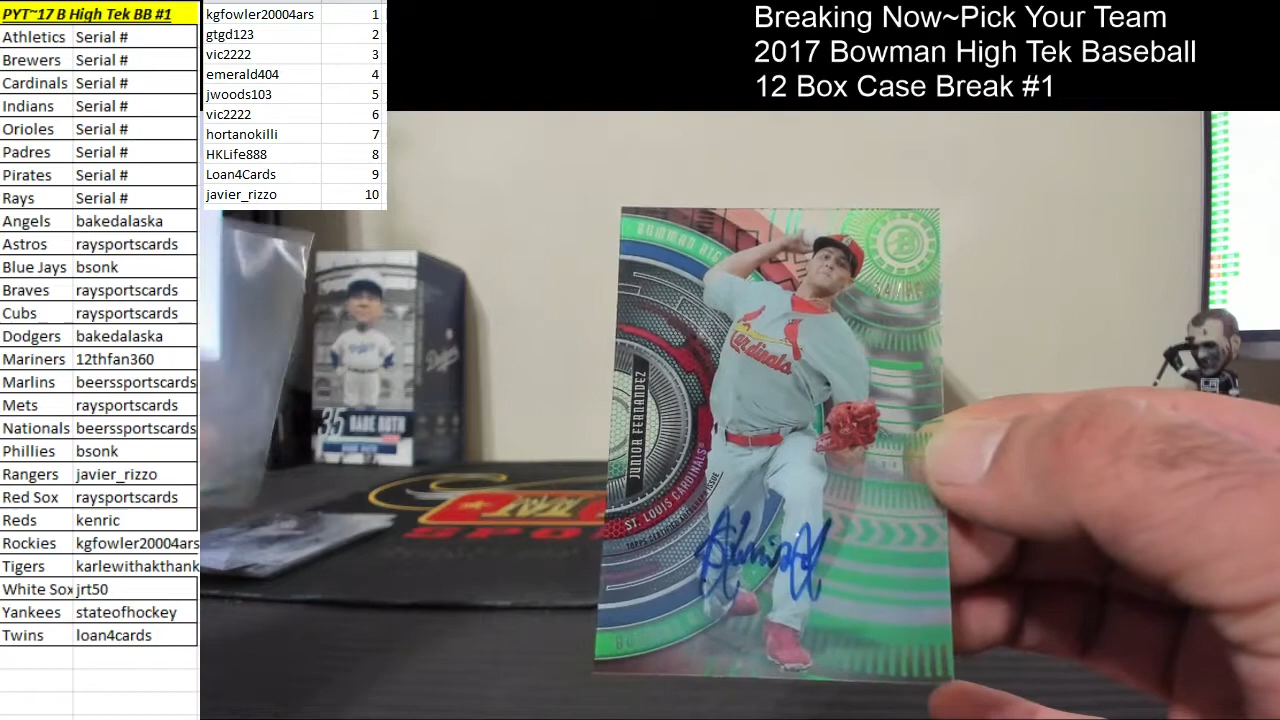 PYT~17 B High Tek BB #1
Athletics Serial #
Brewers Serial #
Cardinals Serial #
Indians Serial #
Orioles Serial #
Padres Serial #
Pirates Serial #
Rays Serial #
Angels bakedalaska
Astros raysportscards
Blue Jays bsonk
Braves raysportscards
Cubs raysportscards
Dodgers bakedalaska
Mariners 12thfan360
Marlins beerssportscards
Mets raysportscards
Nationals beerssportscards
Phillies bsonk
Rangers javier_rizzo
Red Sox raysportscards
Reds kenric
Rockies kgfowler20004ars
Tigers karlewithakthank
White Sox jrt50
Yankees stateofhockey
Twins loan4cards
kgfowler20004ars 1
gtgd123 2
vic2222 3
emerald404 4
jwoods103 5
vic2222 6
hortanokilli 7
HKLife888 8
Loan4Cards 9
javier_rizzo 10
Breaking Now~Pick Your Team
2017 Bowman High Tek Baseball
12 Box Case Break #1
Cardinals
JUNIOR FERNANDEZ
ST. LOUIS CARDINALS
35 BABE RUTH
Dodgers